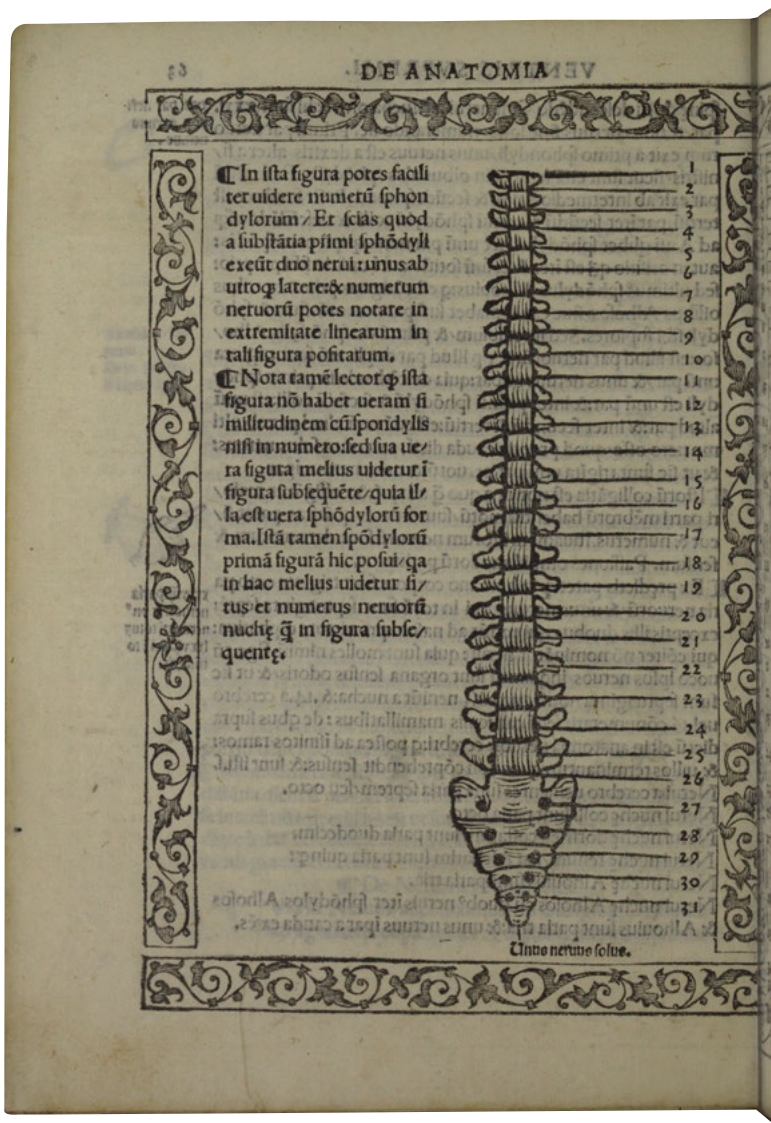 DE ANATOMIA
¶ In ista figura potes facili
ter uidere numerū sphon
dylorum / Et scias quod
a substātia primi sphōdyli
exeūt duo nerui: unus ab
utroqꝫ latere: & numerum
neruorū potes notare in
extremitate linearum in
tali figura positarum.
¶ Nota tamē lector ꝙ ista
figura nō habet ueram si
militudinem cū spondylis
nisi in numero: sed sua ue/
ra figura melius uidetur ī
figura subsequēte / quia il/
la est uera sphōdylorū for
ma. Istā tamen spōdylorū
primā figurā hic posui / qa
in hac melius uidetur si/
tus et numerus neruorū
nuchę q̄ in figura subse/
quentę.
1
2
3
4
5
6
7
8
9
10
11
12
13
14
15
16
17
18
19
20
21
22
23
24
25
26
27
28
29
30
31
Unus neruus solus.